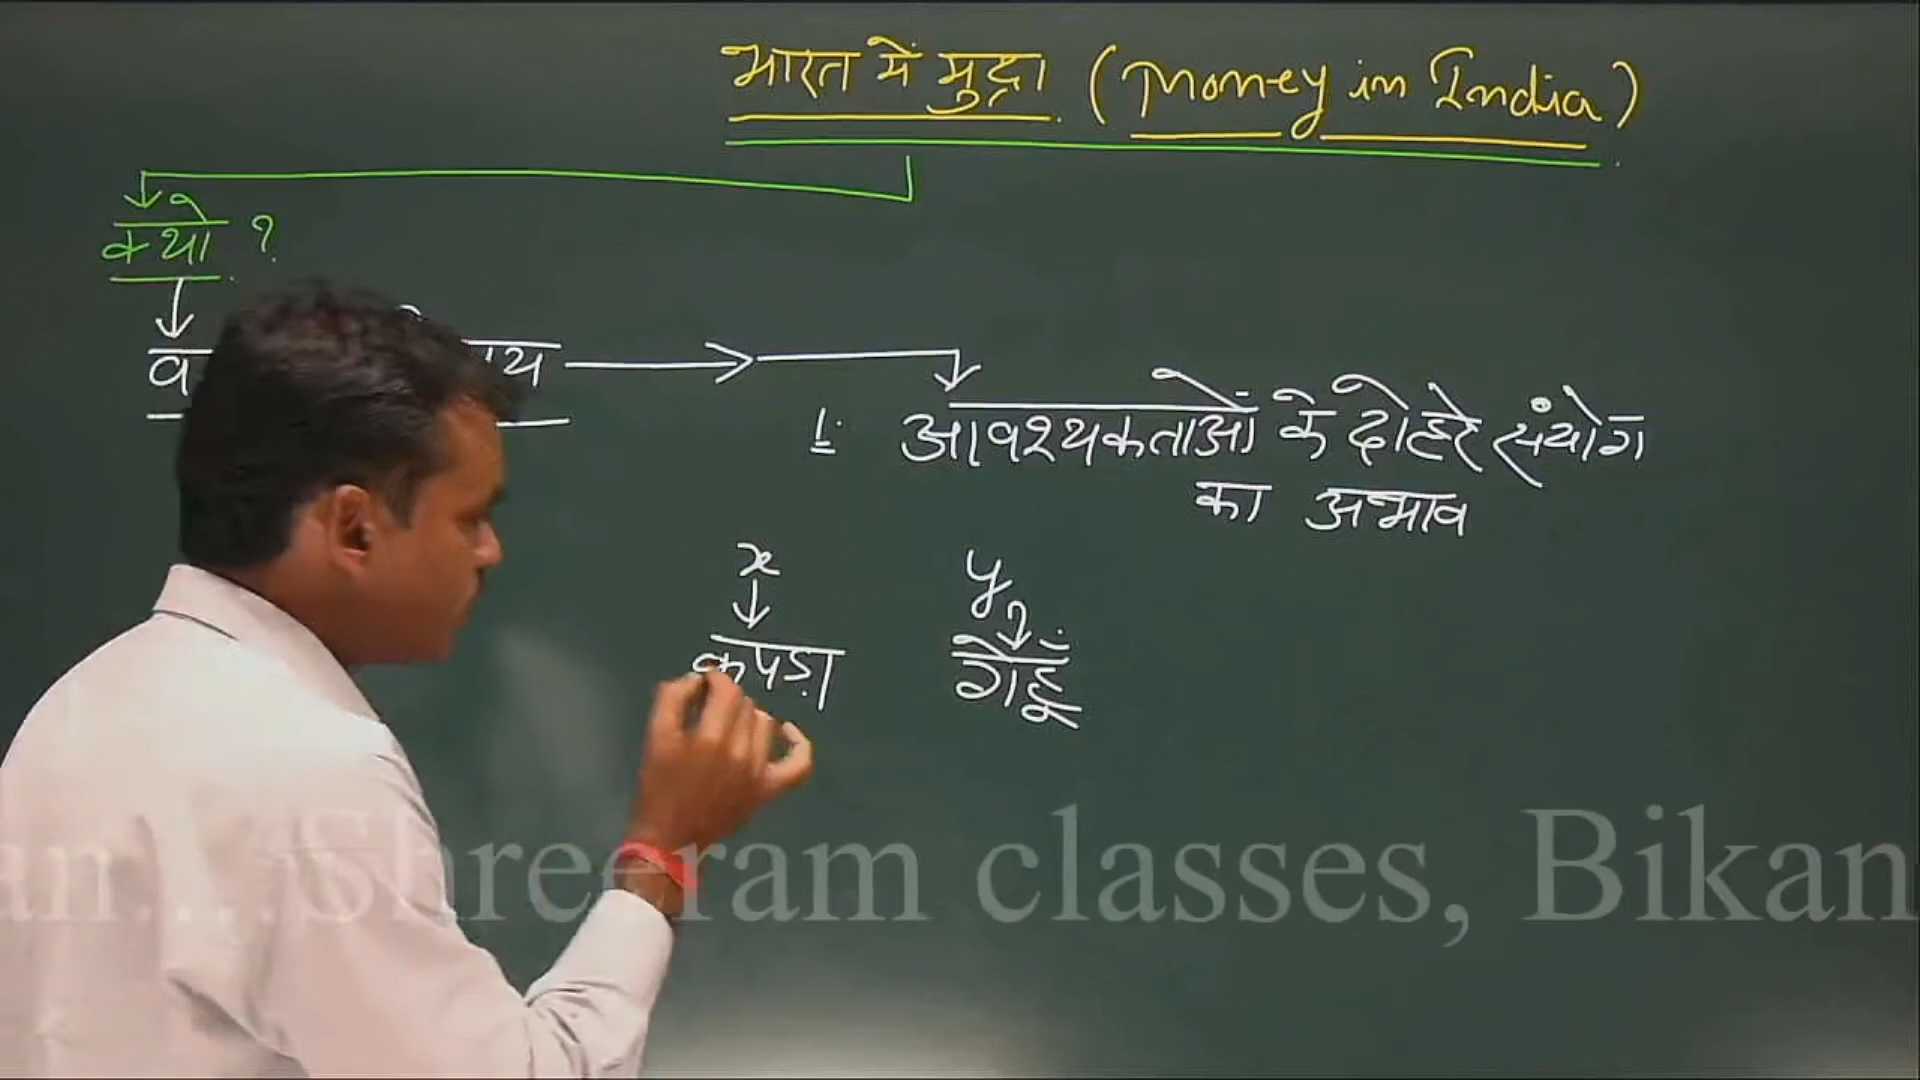 भारत में मुद्रा (Money in India)
क्यों ?
1. आवश्यकताओं के दोहरे संयोग
का अभाव
x y
कपड़ा गेहूँ
Shreeram classes, Bikan